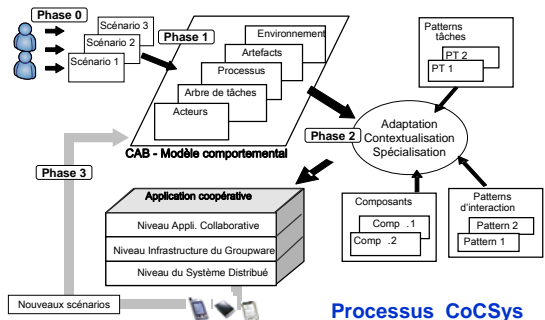 Phase 0
Scénario 3
Scénario 2
Scénario 1
Phase 1
Environnement
Artefacts
Processus
Arbre de tâches
Acteurs
CAB - Modèle comportemental
Patterns
tâches
PT 2
PT 1
Phase 2
Adaptation
Contextualisation
Spécialisation
Phase 3
Application coopérative
Niveau Appli. Collaborative
Niveau Infrastructure du Groupware
Niveau du Système Distribué
Composants
Comp .1
Comp .2
Patterns
d'interaction
Pattern 2
Pattern 1
Nouveaux scénarios
Processus CoCSys